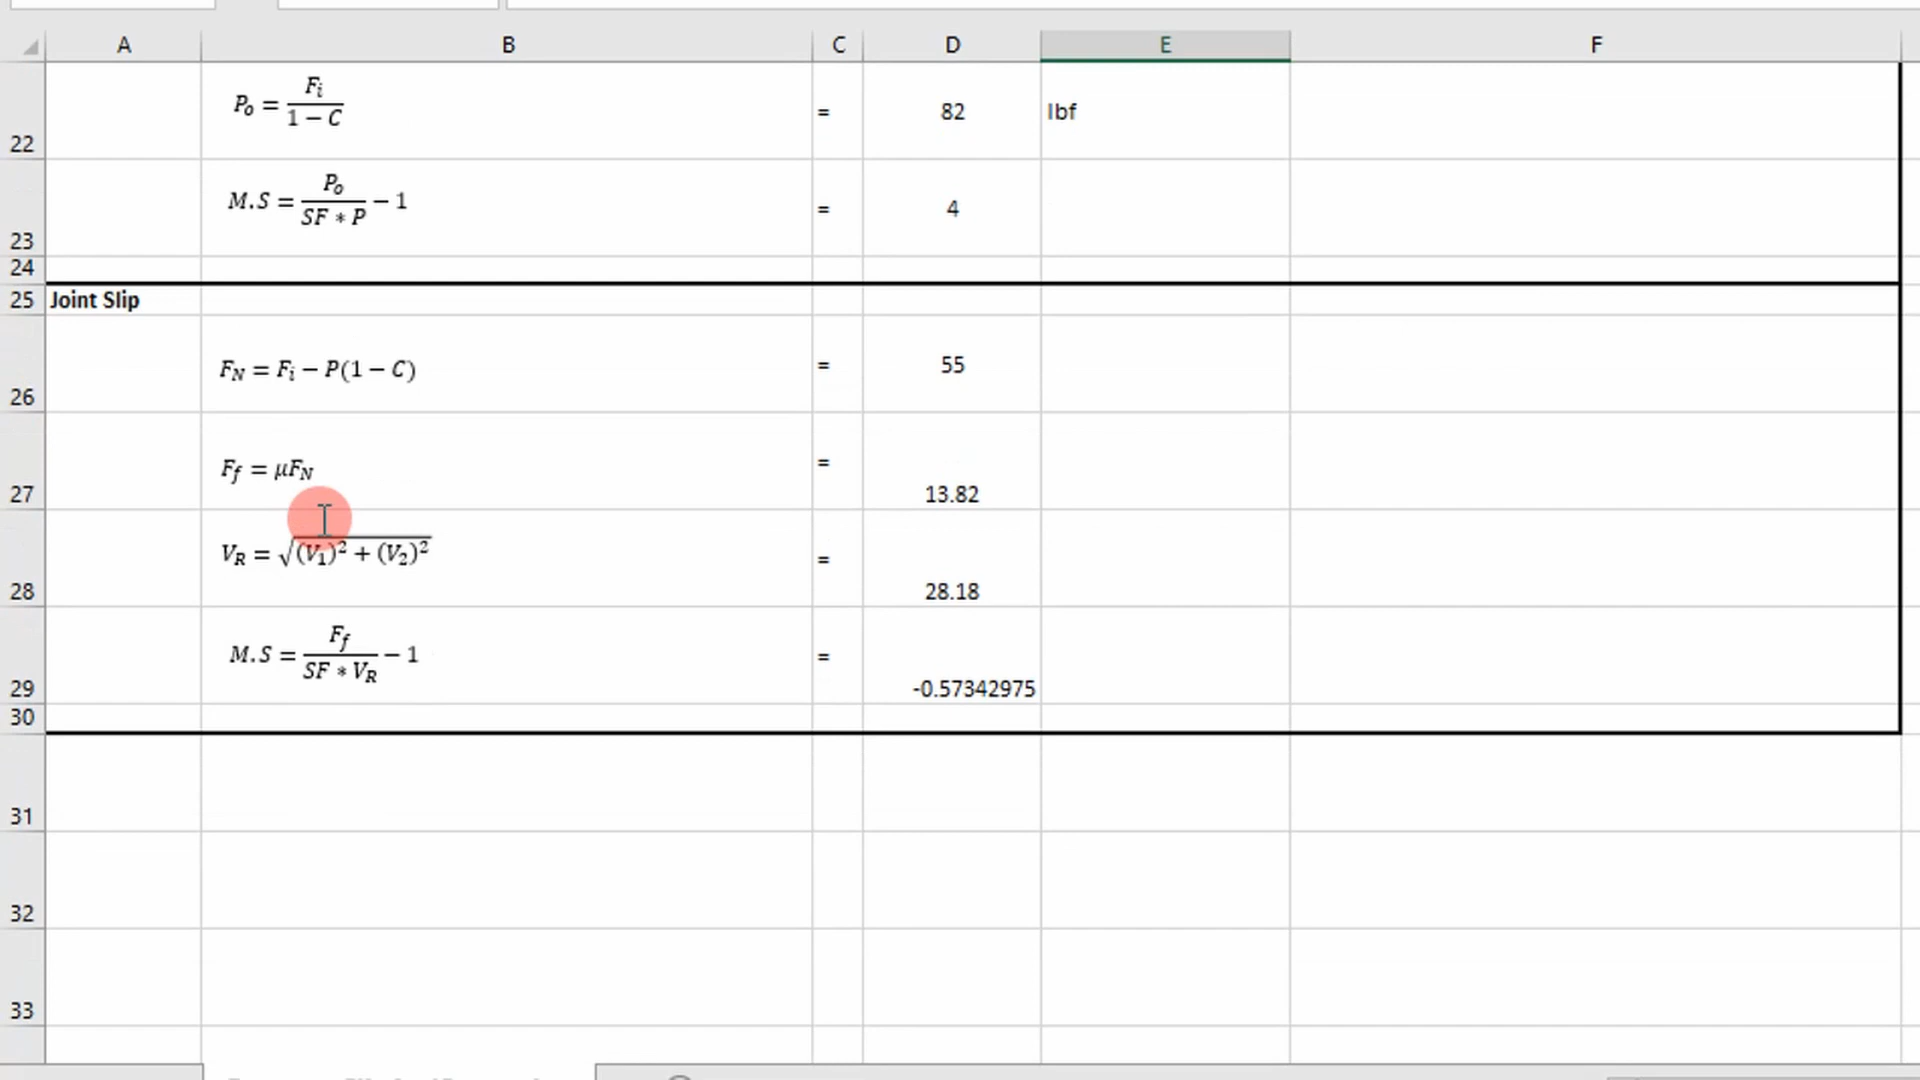 A B C D E F
22 P₀ = Fᵢ / (1 − C) = 82 lbf
23 M.S = P₀ / (SF ∗ P) − 1 = 4
24
25 Joint Slip
26 F_N = Fᵢ − P(1 − C) = 55
27 F_f = μF_N = 13.82
28 V_R = √((V₁)² + (V₂)²) = 28.18
29 M.S = F_f / (SF ∗ V_R) − 1 = -0.57342975
30
31
32
33